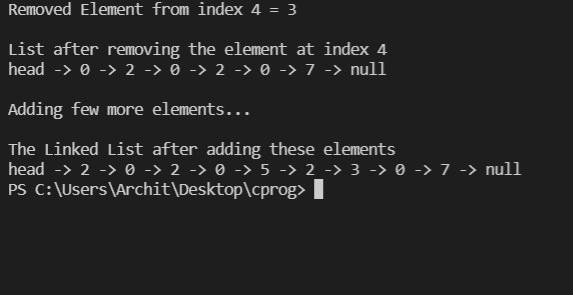 Removed Element from index 4 = 3
List after removing the element at index 4
head -> 0 -> 2 -> 0 -> 2 -> 0 -> 7 -> null
Adding few more elements...
The Linked List after adding these elements
head -> 2 -> 0 -> 2 -> 0 -> 5 -> 2 -> 3 -> 0 -> 7 -> null
PS C:\Users\Archit\Desktop\cprog>